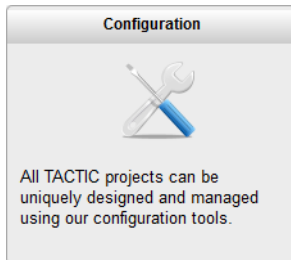 Configuration
All TACTIC projects can be
uniquely designed and managed
using our configuration tools.